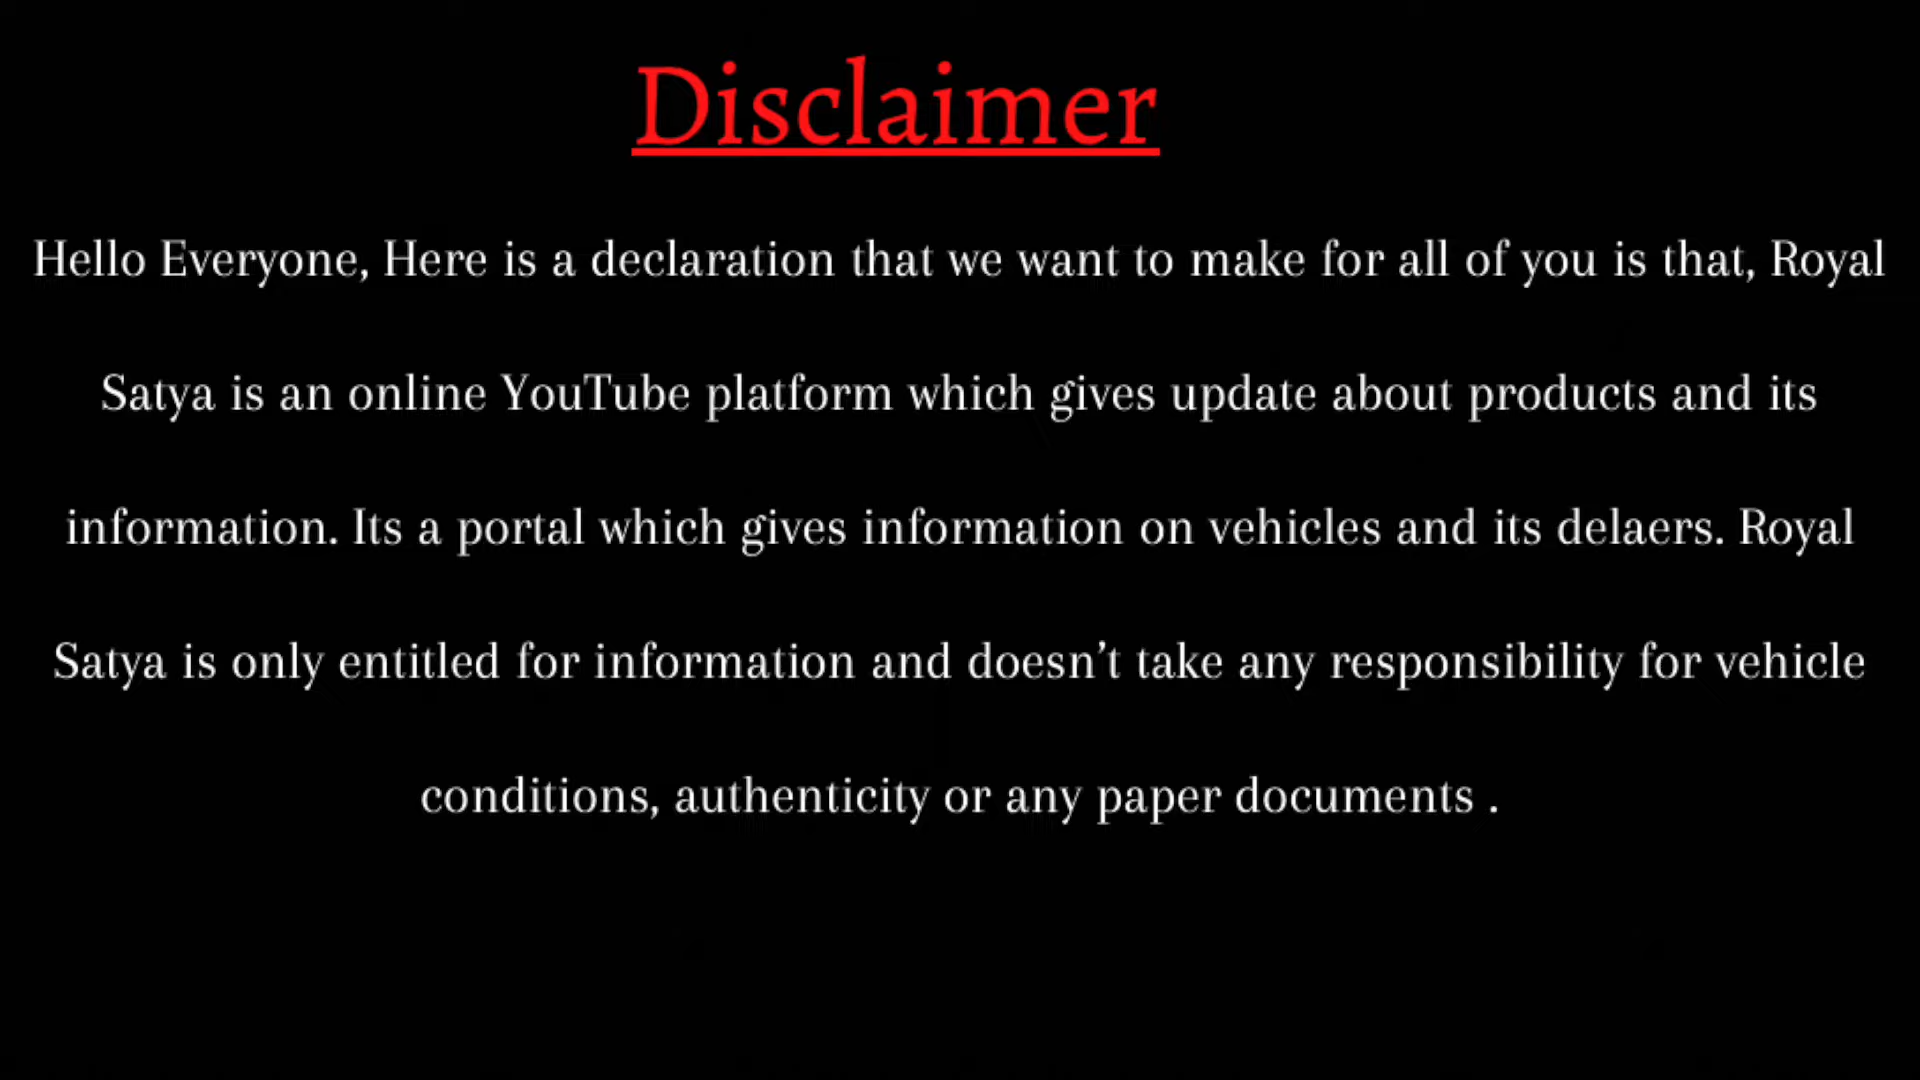 Disclaimer
Hello Everyone, Here is a declaration that we want to make for all of you is that, Royal
Satya is an online YouTube platform which gives update about products and its
information. Its a portal which gives information on vehicles and its delaers. Royal
Satya is only entitled for information and doesn’t take any responsibility for vehicle
conditions, authenticity or any paper documents .